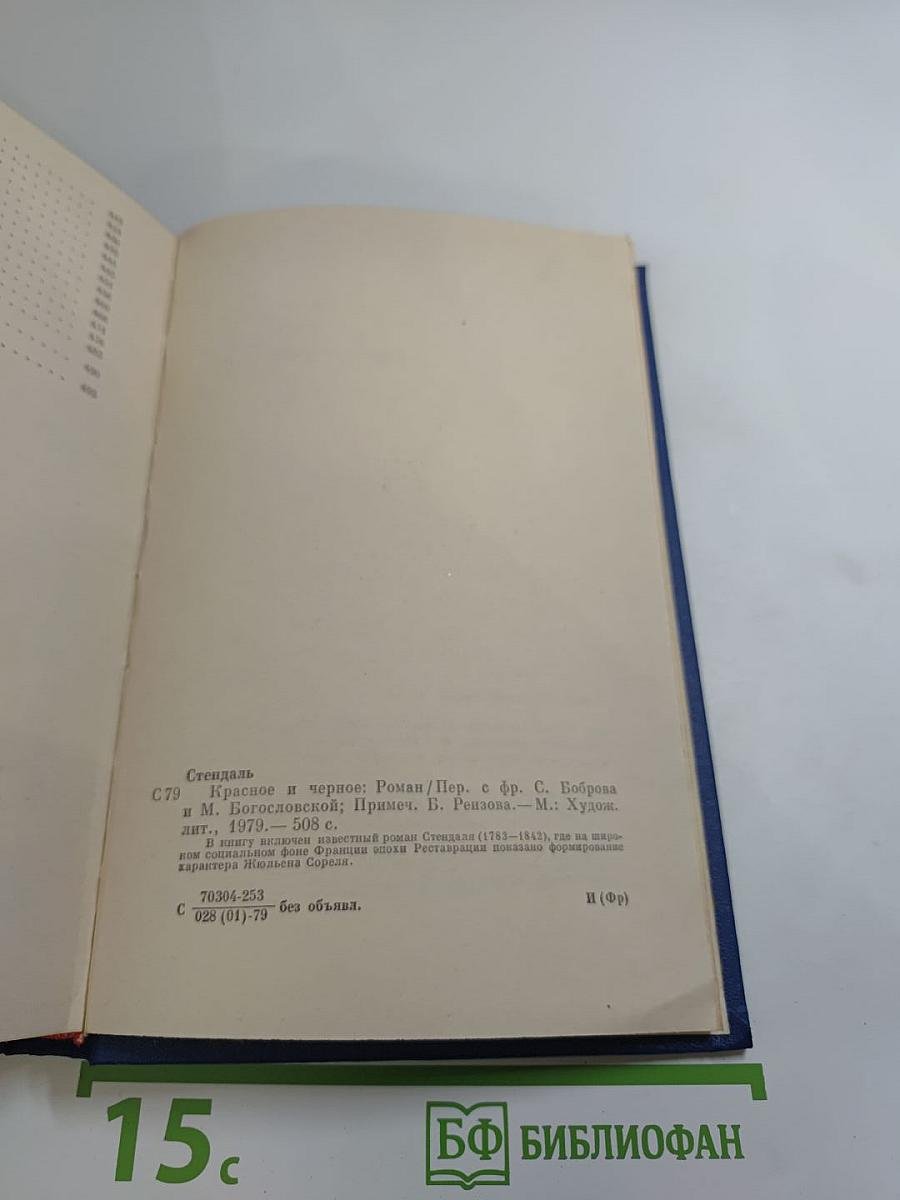 Стендаль
С 79 Красное и черное: Роман/Пер. с фр. С. Боброва
и М. Богословской; Примеч. Б. Реизова.— М.: Худож.
лит., 1979.— 508 с.
В книгу включен известный роман Стендаля (1783—1842), где на широ-
ком социальном фоне Франции эпохи Реставрации показано формирование
характера Жюльена Сореля.
70304-253
С без объявл. И (Фр)
028 (01)-79
15 с
БФ БИБЛИОФАН